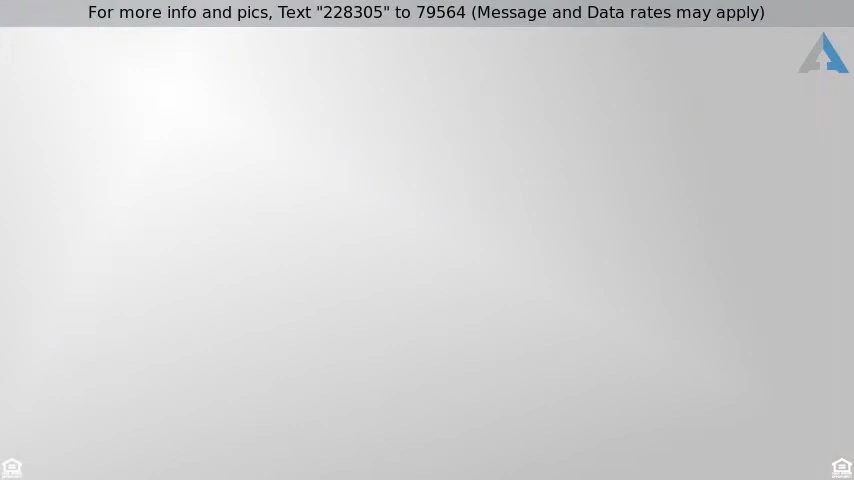 For more info and pics, Text "228305" to 79564 (Message and Data rates may apply)